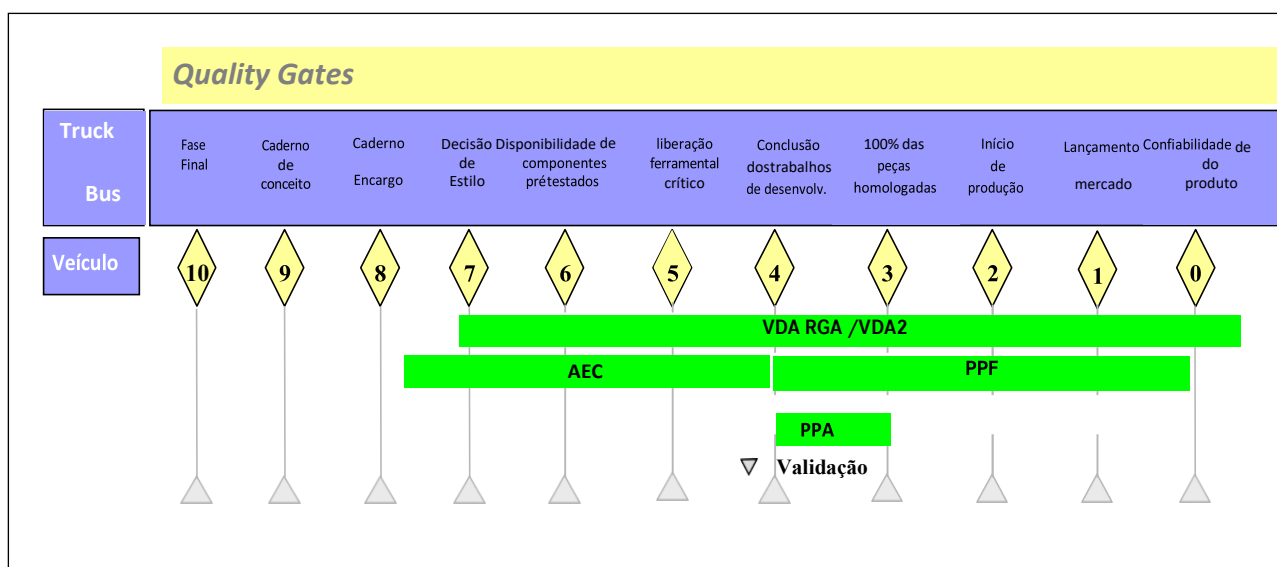 Quality Gates
Truck
Bus
Fase
Final
Caderno
de
conceito
Caderno
Encargo
Decisão
de
Estilo
Disponibilidade de
componentes
prétestados
liberação
ferramental
crítico
Conclusão
dostrabalhos
de desenvolv.
100% das
peças
homologadas
Início
de
produção
Lançamento
mercado
Confiabilidade de
do
produto
Veículo
10
9
8
7
6
5
4
3
2
1
0
VDA RGA /VDA2
AEC
PPF
PPA
Validação